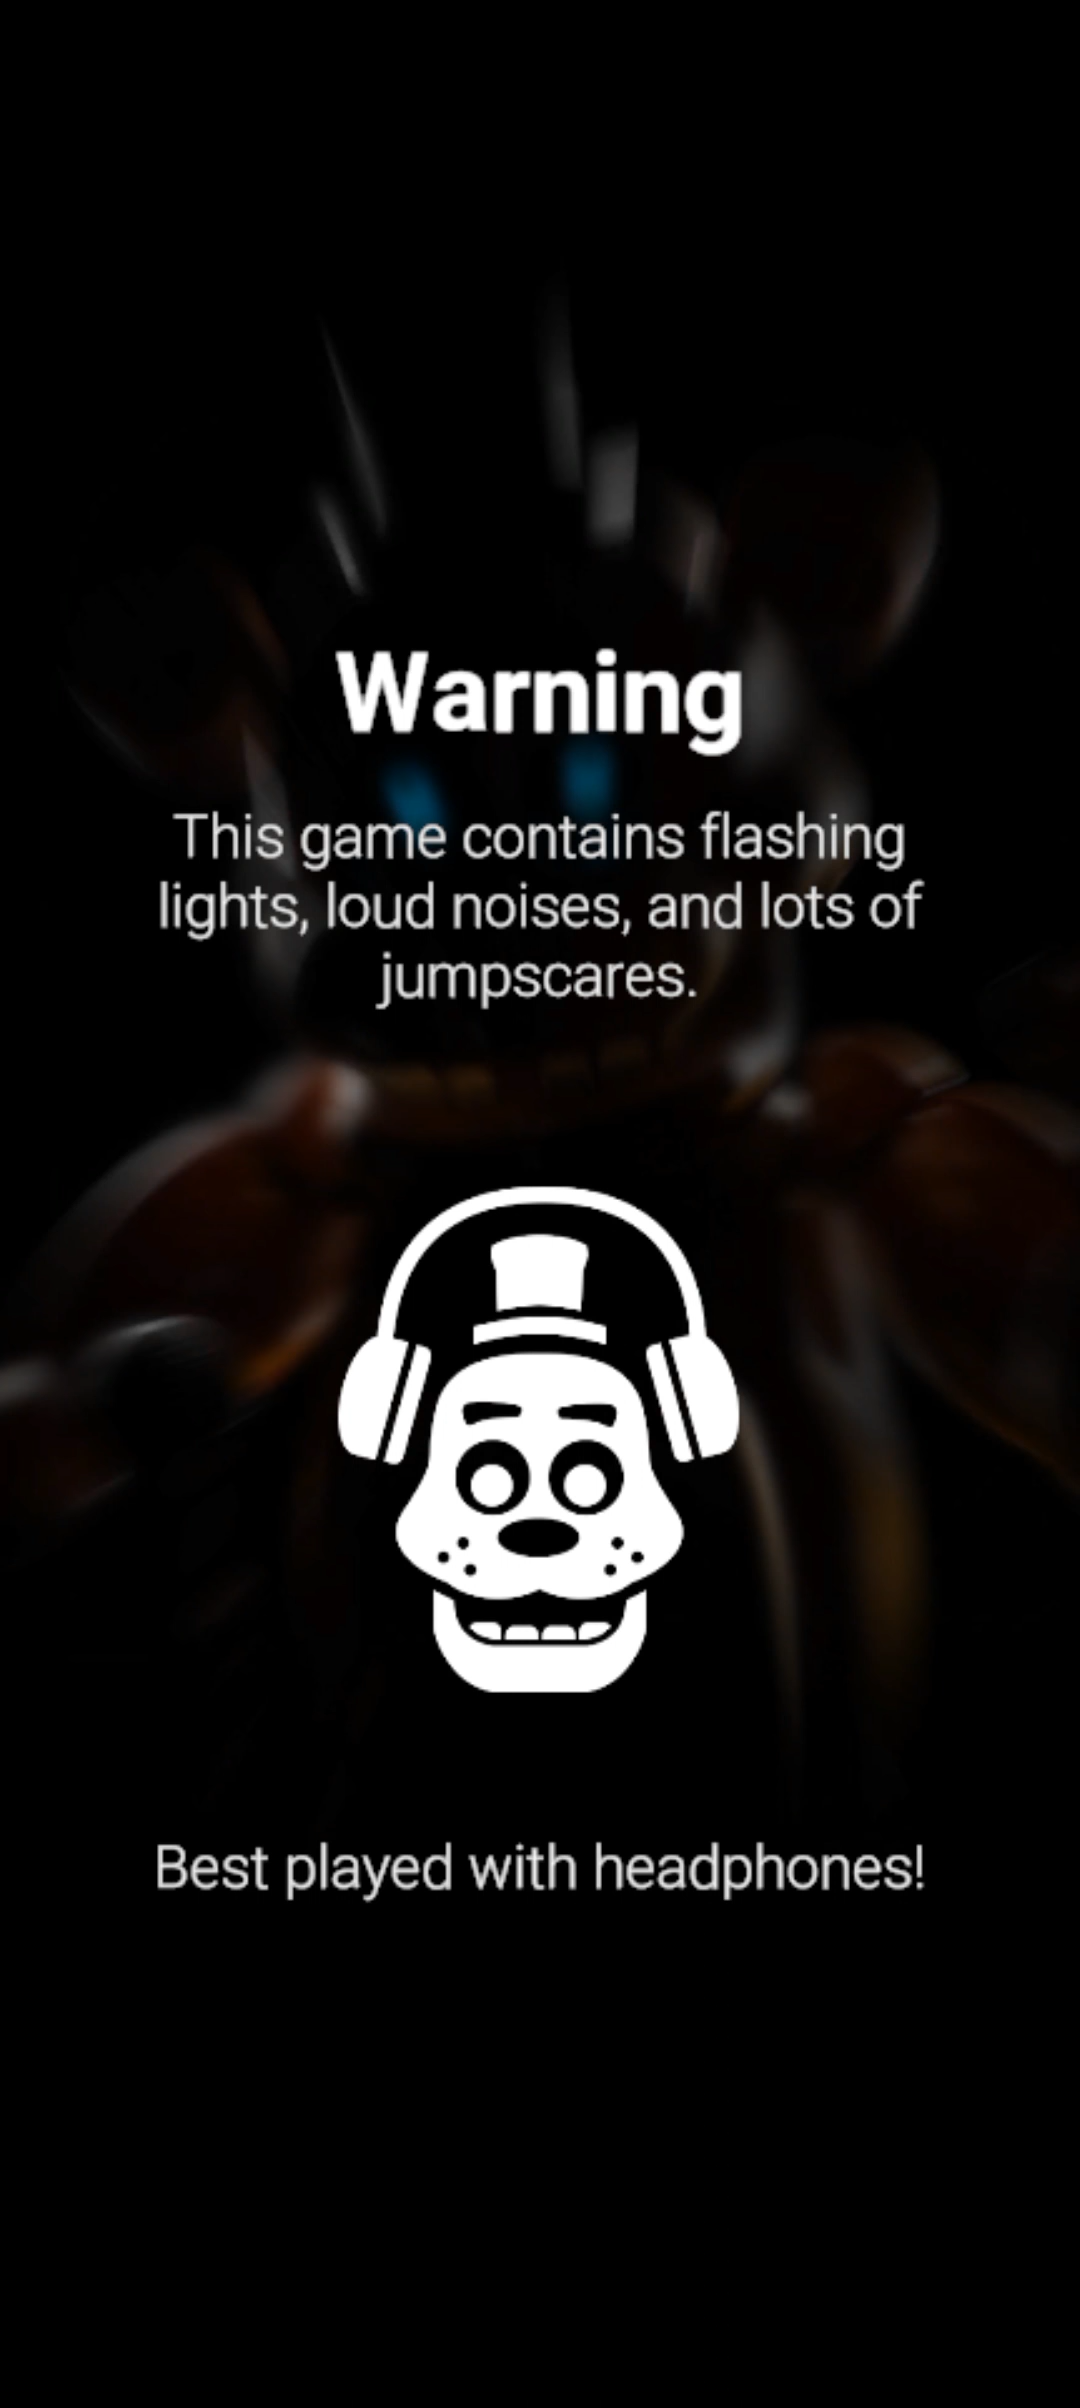 Warning
This game contains flashing
lights, loud noises, and lots of
jumpscares.
Best played with headphones!